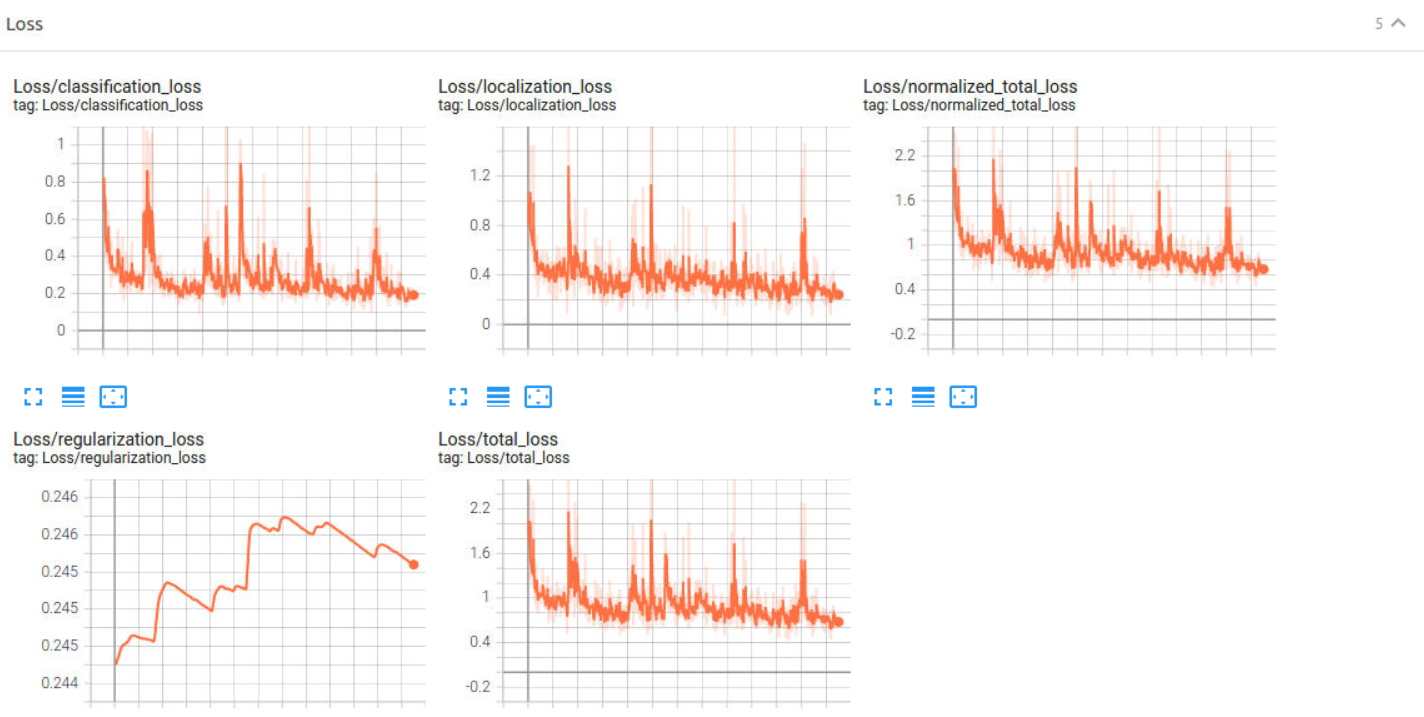 Loss
5
Loss/classification_loss
tag: Loss/classification_loss
1
0.8
0.6
0.4
0.2
0
Loss/localization_loss
tag: Loss/localization_loss
1.2
0.8
0.4
0
Loss/normalized_total_loss
tag: Loss/normalized_total_loss
2.2
1.6
1
0.4
-0.2
Loss/regularization_loss
tag: Loss/regularization_loss
0.246
0.246
0.245
0.245
0.245
0.244
Loss/total_loss
tag: Loss/total_loss
2.2
1.6
1
0.4
-0.2